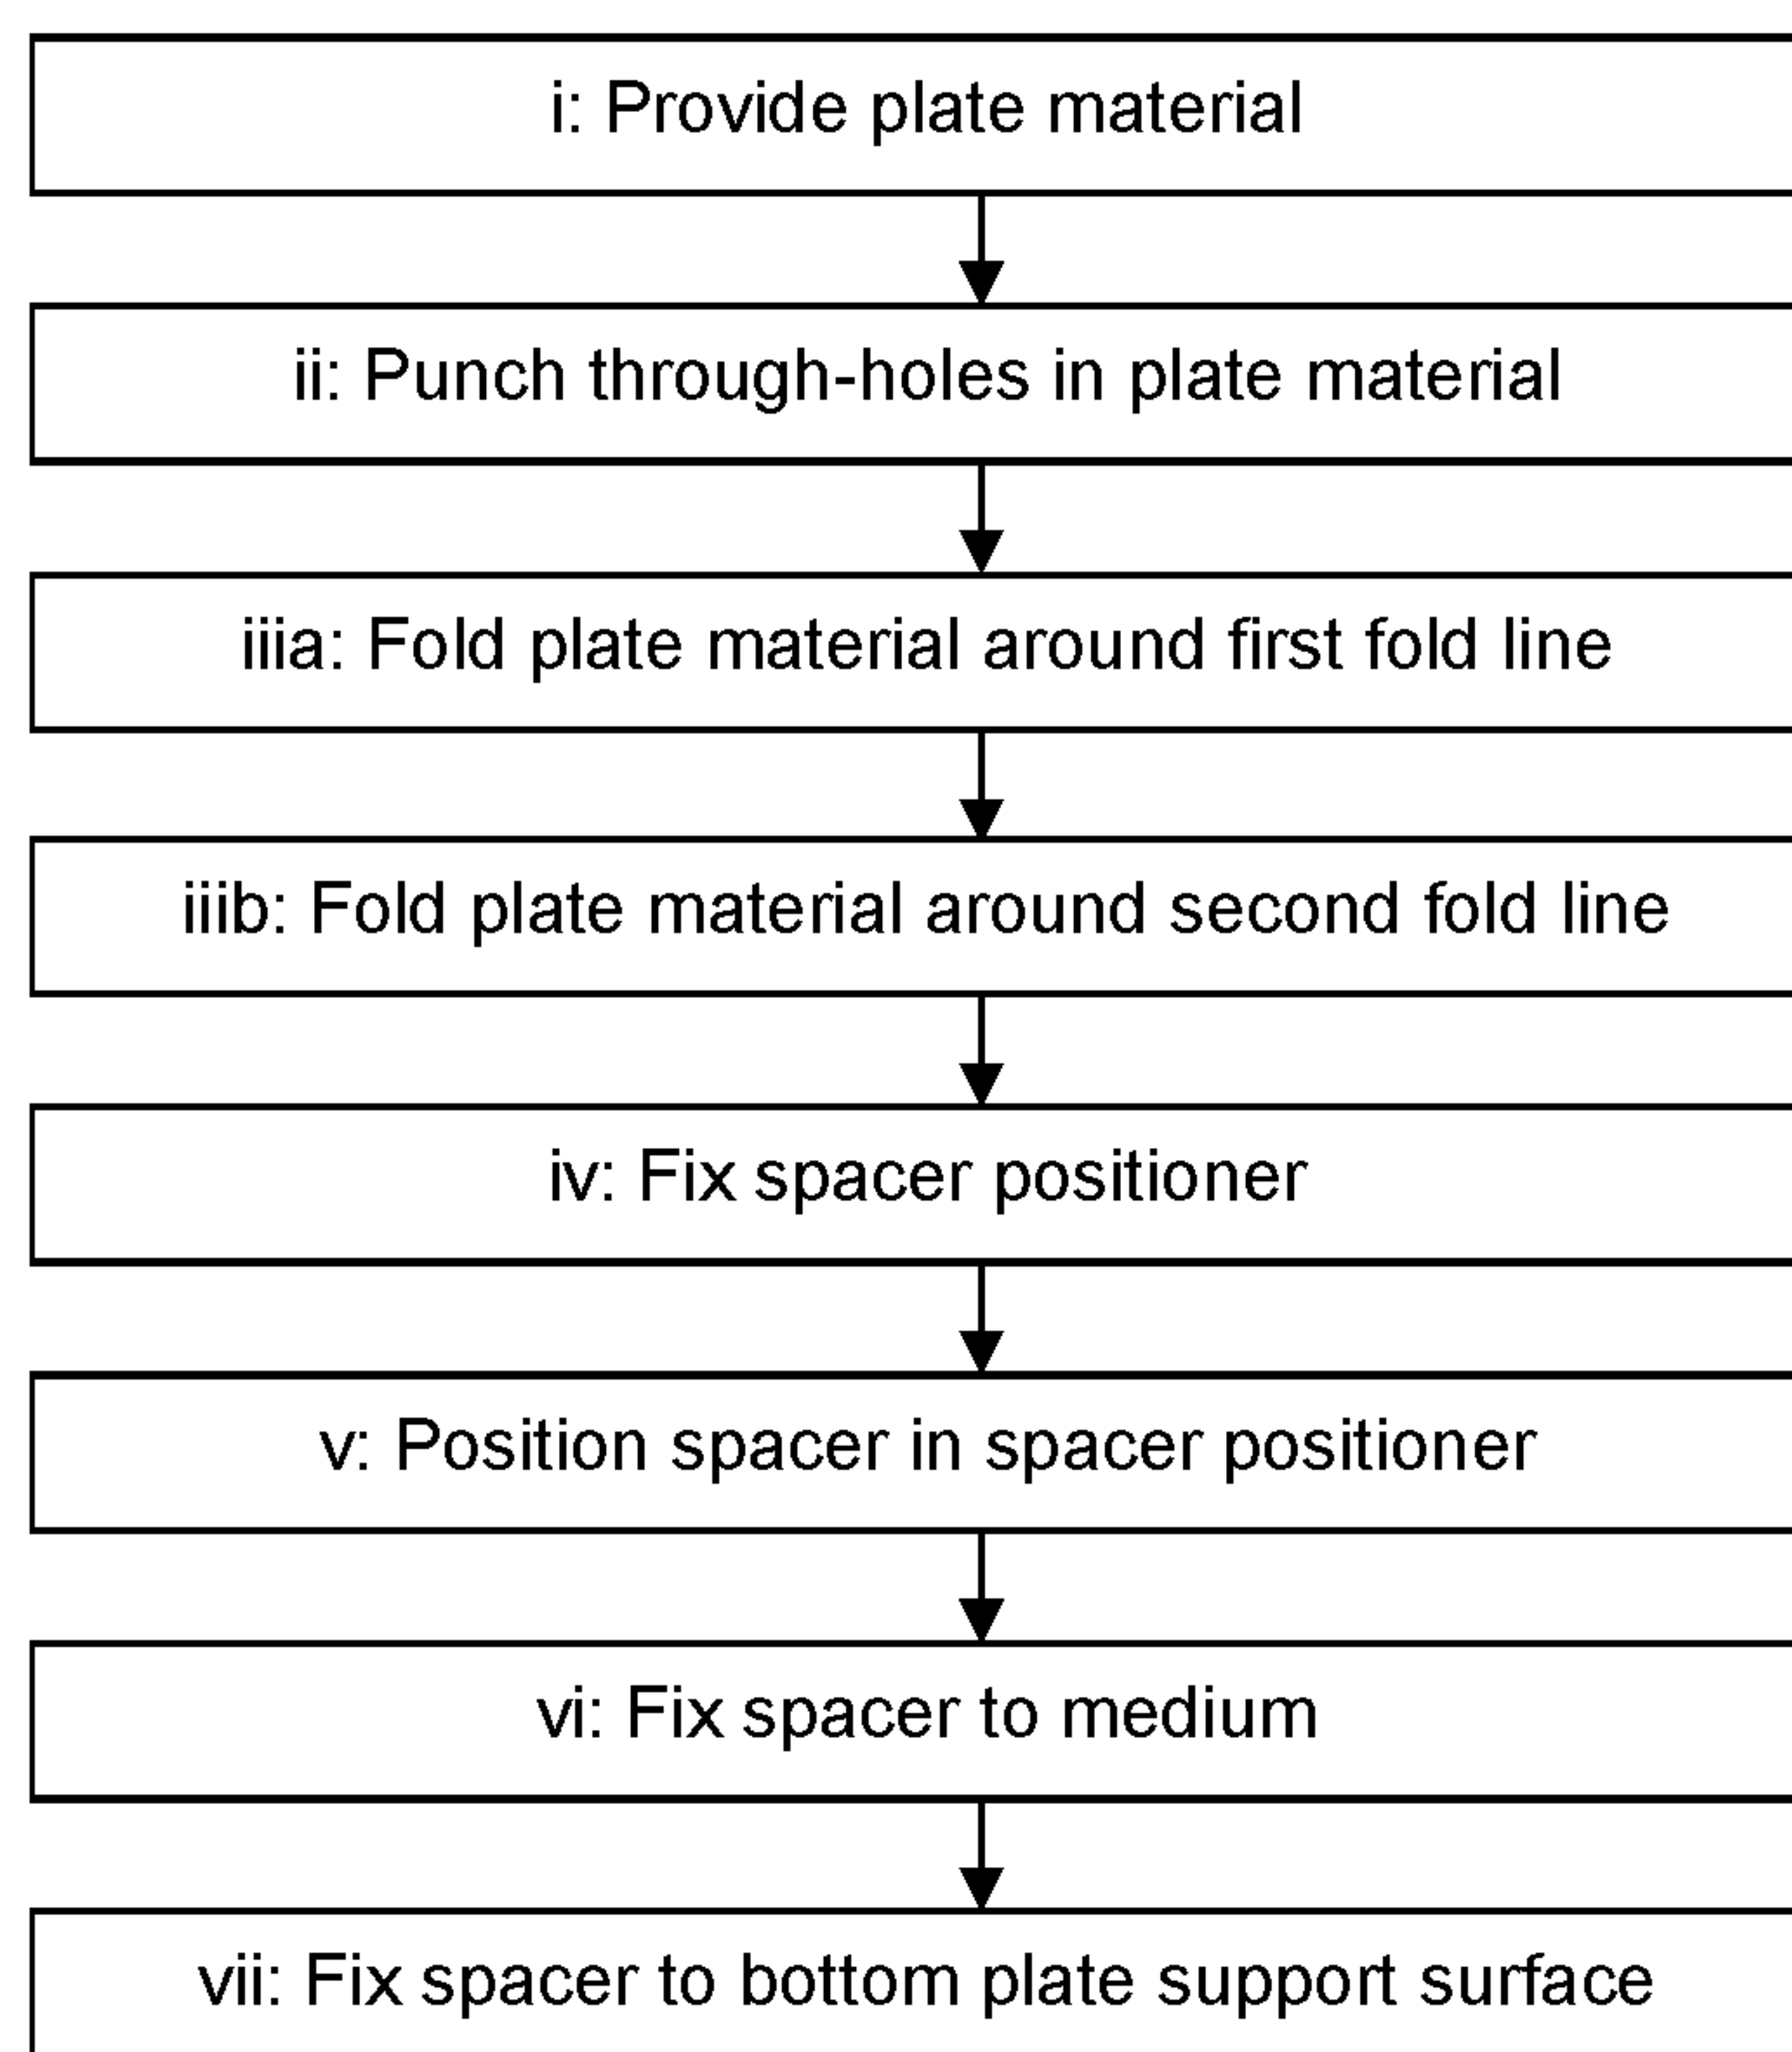 i: Provide plate material
ii: Punch through-holes in plate material
iiia: Fold plate material around first fold line
iiib: Fold plate material around second fold line
iv: Fix spacer positioner
v: Position spacer in spacer positioner
vi: Fix spacer to medium
vii: Fix spacer to bottom plate support surface